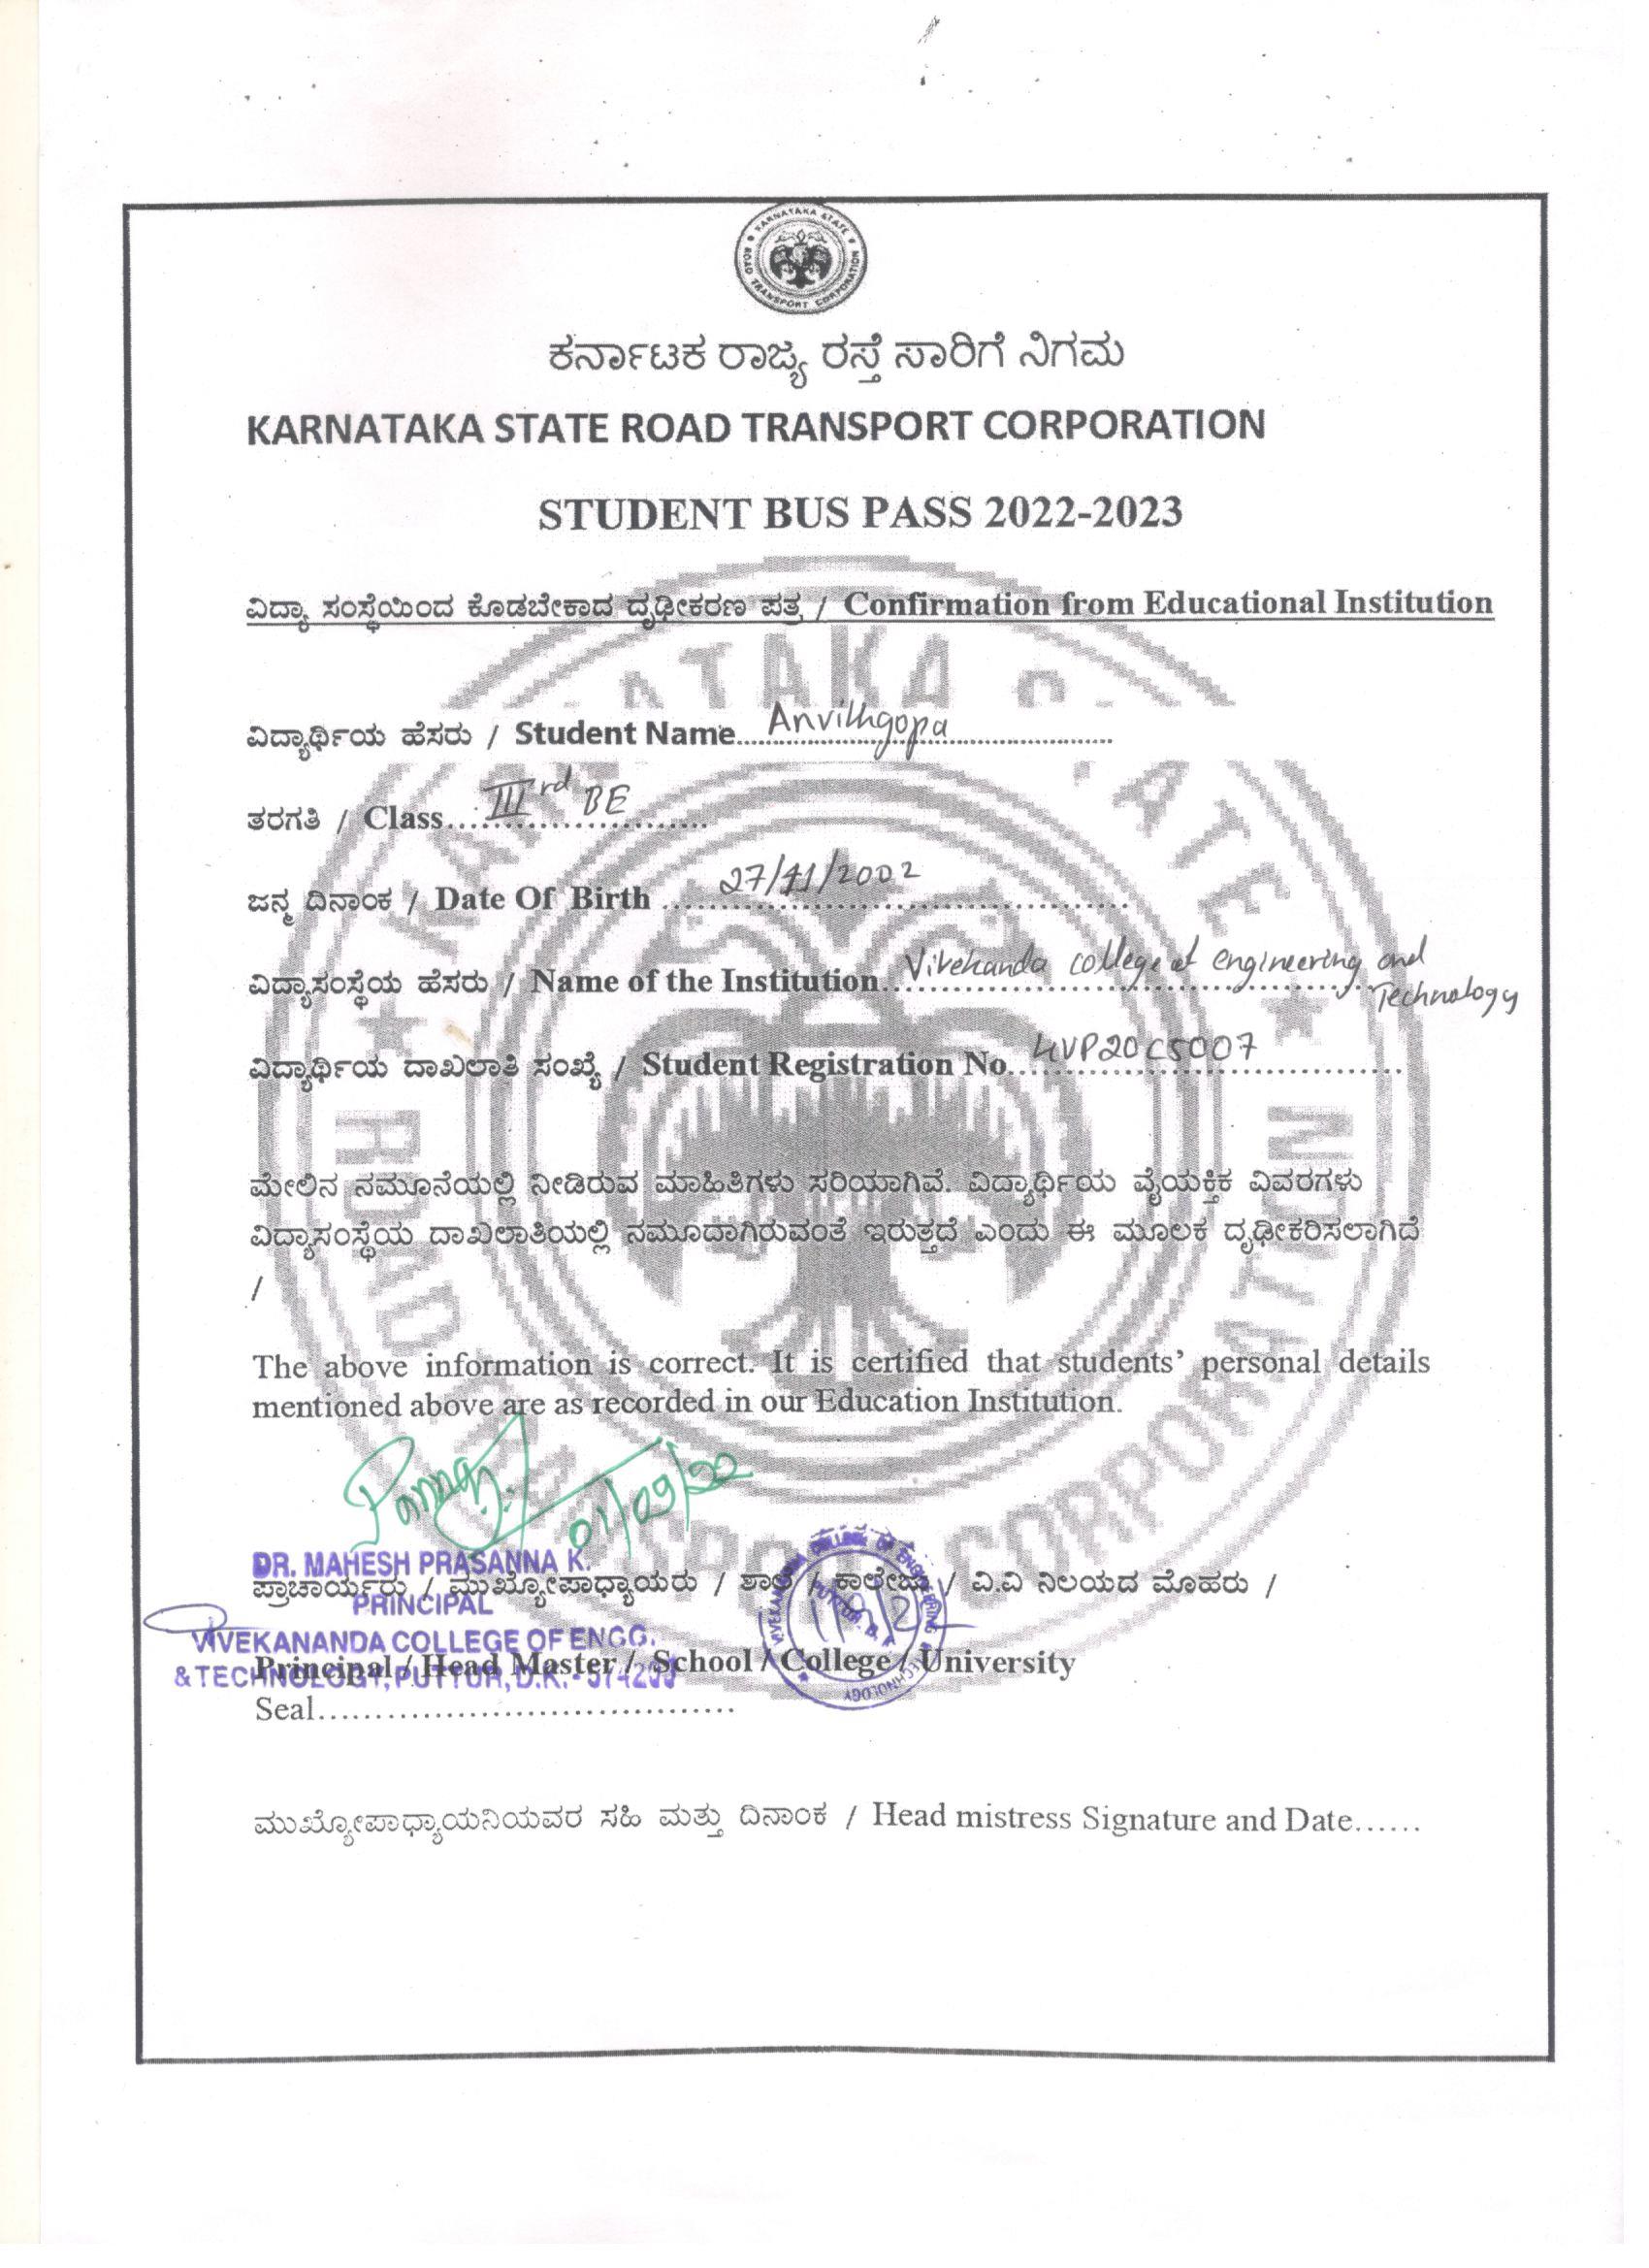 KARNATAKA STATE ROAD TRANSPORT CORPORATION
ಕರ್ನಾಟಕ ರಾಜ್ಯ ರಸ್ತೆ ಸಾರಿಗೆ ನಿಗಮ
KARNATAKA STATE ROAD TRANSPORT CORPORATION
STUDENT BUS PASS 2022-2023
ವಿದ್ಯಾ ಸಂಸ್ಥೆಯಿಂದ ಕೊಡಬೇಕಾದ ದೃಢೀಕರಣ ಪತ್ರ / Confirmation from Educational Institution
ವಿದ್ಯಾರ್ಥಿಯ ಹೆಸರು / Student Name....Anvithgopa....
ತರಗತಿ / Class....IIIrd BE....
ಜನ್ಮ ದಿನಾಂಕ / Date Of Birth ....27/11/2002....
ವಿದ್ಯಾಸಂಸ್ಥೆಯ ಹೆಸರು / Name of the Institution....Vivekanda college of engineering and
Technology
ವಿದ್ಯಾರ್ಥಿಯ ದಾಖಲಾತಿ ಸಂಖ್ಯೆ / Student Registration No....4VP20CS007....
ಮೇಲಿನ ನಮೂನೆಯಲ್ಲಿ ನೀಡಿರುವ ಮಾಹಿತಿಗಳು ಸರಿಯಾಗಿವೆ. ವಿದ್ಯಾರ್ಥಿಯ ವೈಯಕ್ತಿಕ ವಿವರಗಳು
ವಿದ್ಯಾಸಂಸ್ಥೆಯ ದಾಖಲಾತಿಯಲ್ಲಿ ನಮೂದಾಗಿರುವಂತೆ ಇರುತ್ತದೆ ಎಂದು ಈ ಮೂಲಕ ದೃಢೀಕರಿಸಲಾಗಿದೆ
/
The above information is correct. It is certified that students’ personal details
mentioned above are as recorded in our Education Institution.
01/09/22
DR. MAHESH PRASANNA K.
ಪ್ರಾಚಾರ್ಯರು / ಮುಖ್ಯೋಪಾಧ್ಯಾಯರು / ಶಾಲೆ / ಕಾಲೇಜು / ವಿ.ವಿ ನಿಲಯದ ಮೊಹರು /
PRINCIPAL
VIVEKANANDA COLLEGE OF ENGG.
& TECHNOLOGY, PUTTUR, D.K.- 574203
Principal / Head Master / School / College / University
VIVEKANANDA COLLEGE OF ENGINEERING & TECHNOLOGY
PUTTUR. D. K
Seal....................................
ಮುಖ್ಯೋಪಾಧ್ಯಾಯನಿಯವರ ಸಹಿ ಮತ್ತು ದಿನಾಂಕ / Head mistress Signature and Date......